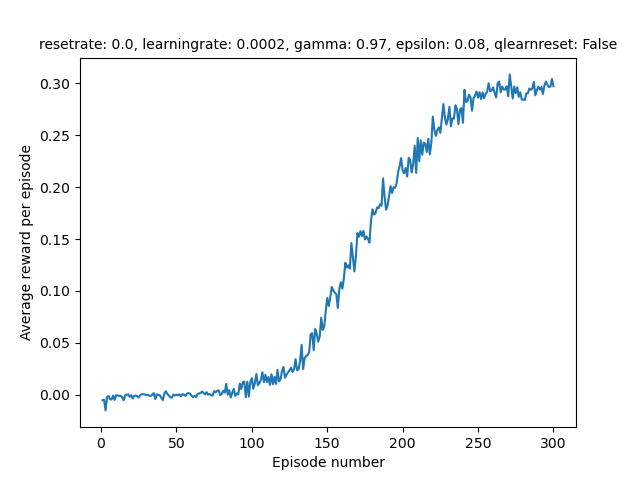 resetrate: 0.0, learningrate: 0.0002, gamma: 0.97, epsilon: 0.08, qlearnreset: False
Average reward per episode
0.30
0.25
0.20
0.15
0.10
0.05
0.00
0 50 100 150 200 250 300
Episode number